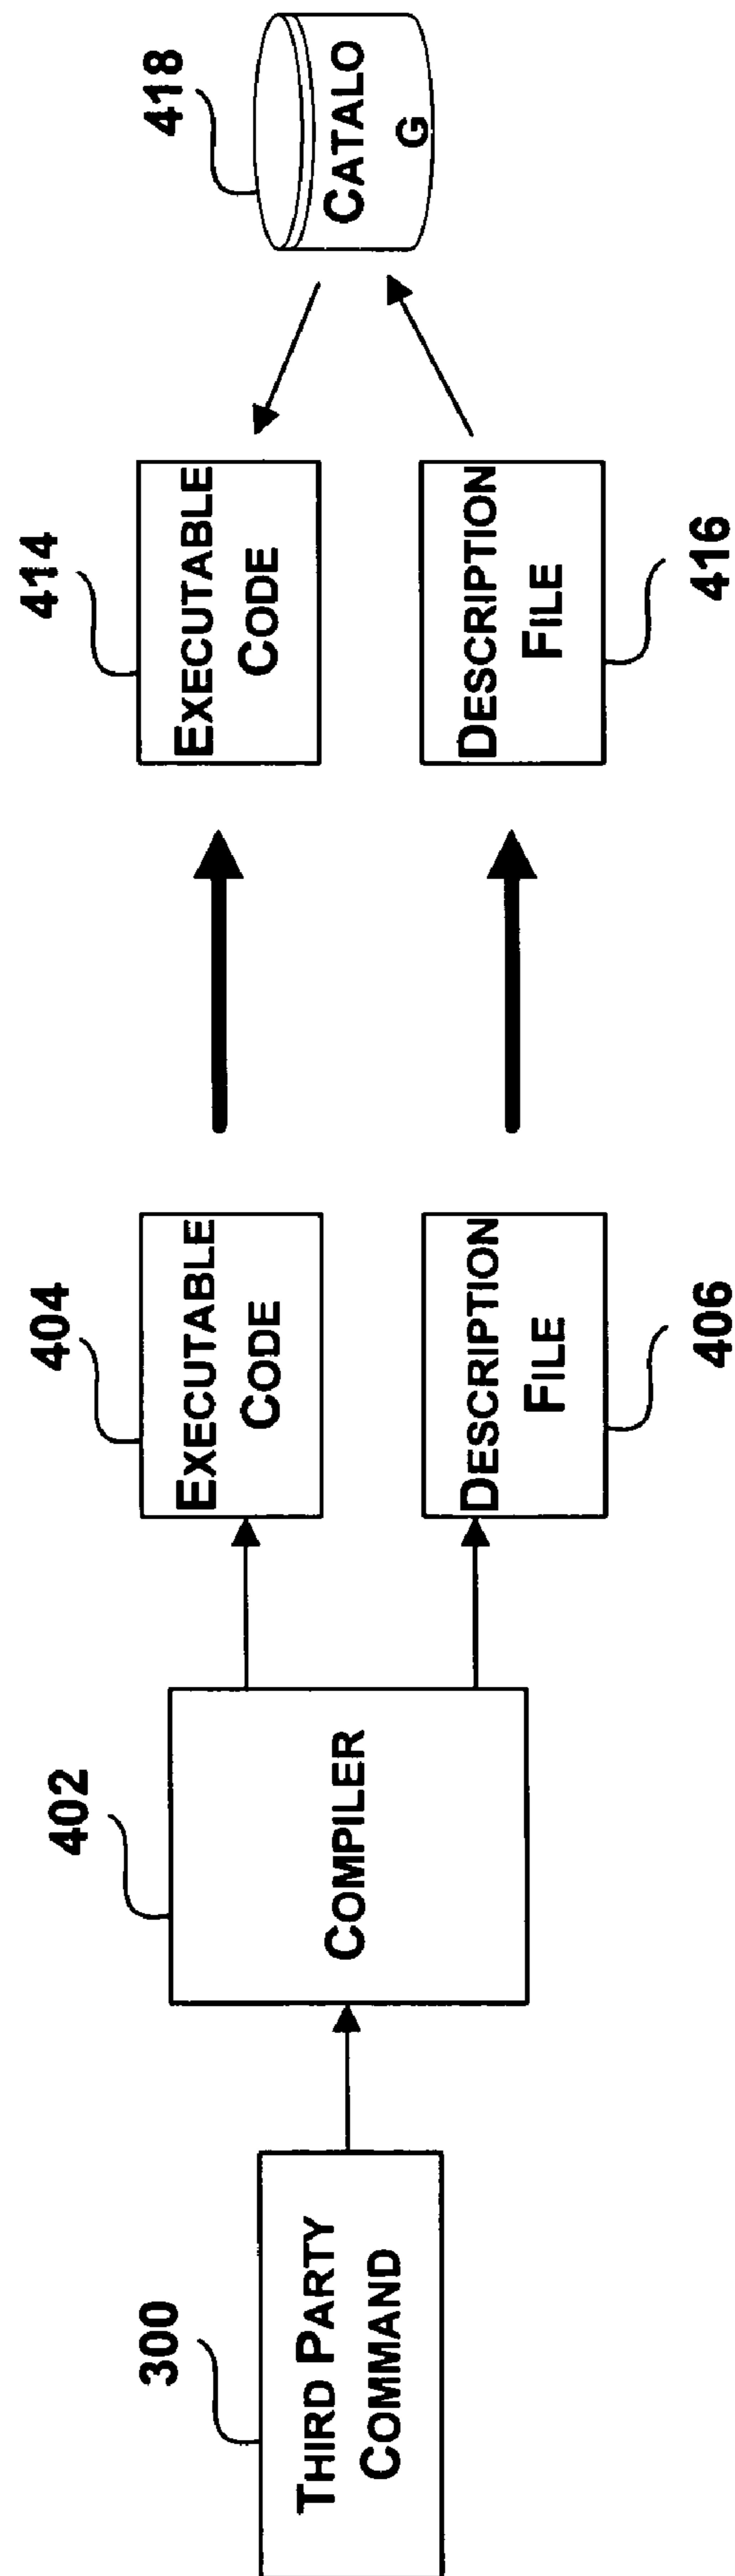 300
THIRD PARTY
COMMAND
402
COMPILER
404
EXECUTABLE
CODE
406
DESCRIPTION
FILE
414
EXECUTABLE
CODE
416
DESCRIPTION
FILE
418
CATALO
G